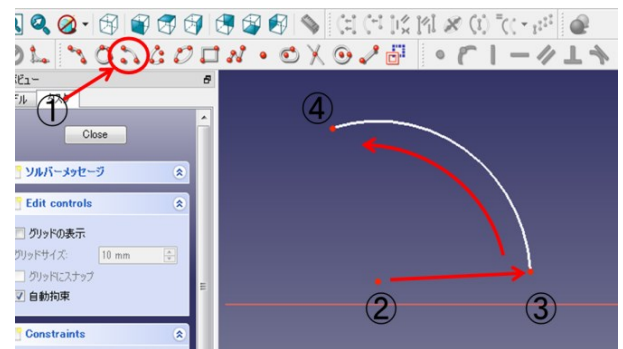 ビュー
①
Close
ソルバーメッセージ
Edit controls
グリッドの表示
グリッドサイズ: 10 mm
グリッドにスナップ
自動拘束
Constraints
④
②
③